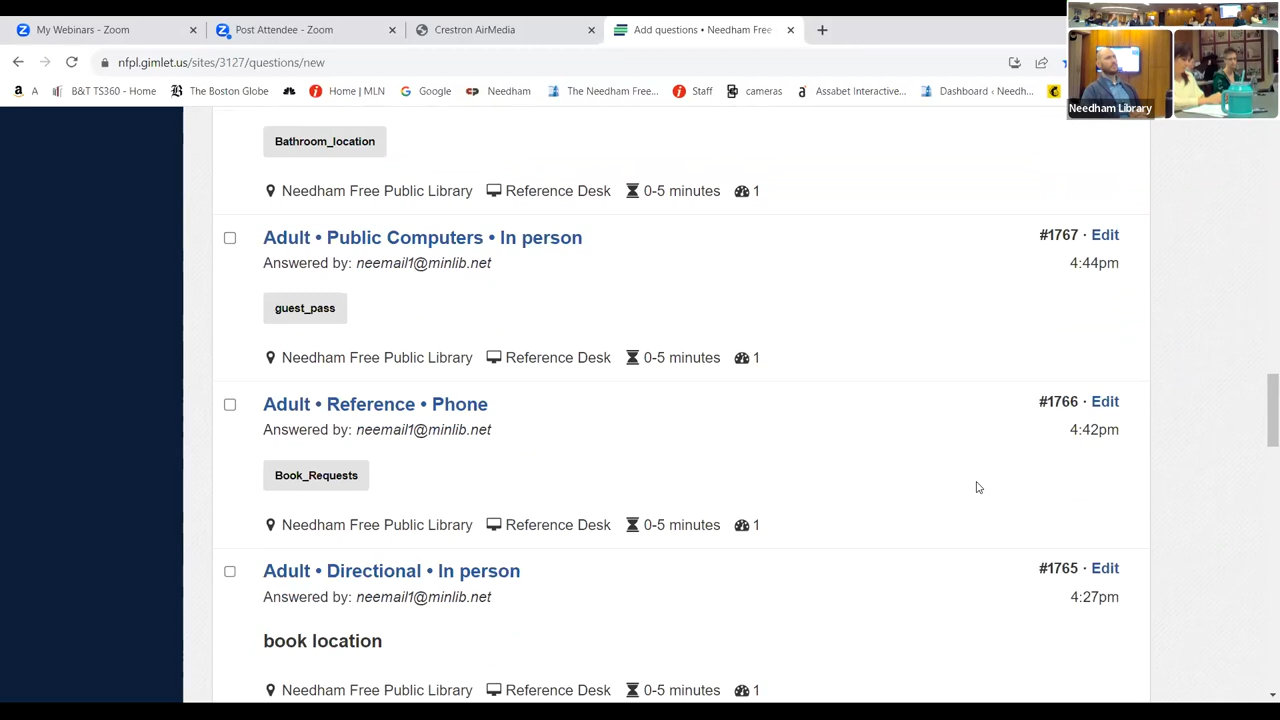 My Webinars - Zoom
Post Attendee - Zoom
Crestron AirMedia
Add questions • Needham Free
nfpl.gimlet.us/sites/3127/questions/new
A
B&T TS360 - Home
The Boston Globe
Home | MLN
Google
Needham
The Needham Free...
Staff
cameras
Assabet Interactive...
Dashboard ‹ Needh...
Needham Library
Bathroom_location
Needham Free Public Library Reference Desk 0-5 minutes 1
Adult • Public Computers • In person #1767 · Edit
Answered by: neemail1@minlib.net 4:44pm
guest_pass
Needham Free Public Library Reference Desk 0-5 minutes 1
Adult • Reference • Phone #1766 · Edit
Answered by: neemail1@minlib.net 4:42pm
Book_Requests
Needham Free Public Library Reference Desk 0-5 minutes 1
Adult • Directional • In person #1765 · Edit
Answered by: neemail1@minlib.net 4:27pm
book location
Needham Free Public Library Reference Desk 0-5 minutes 1